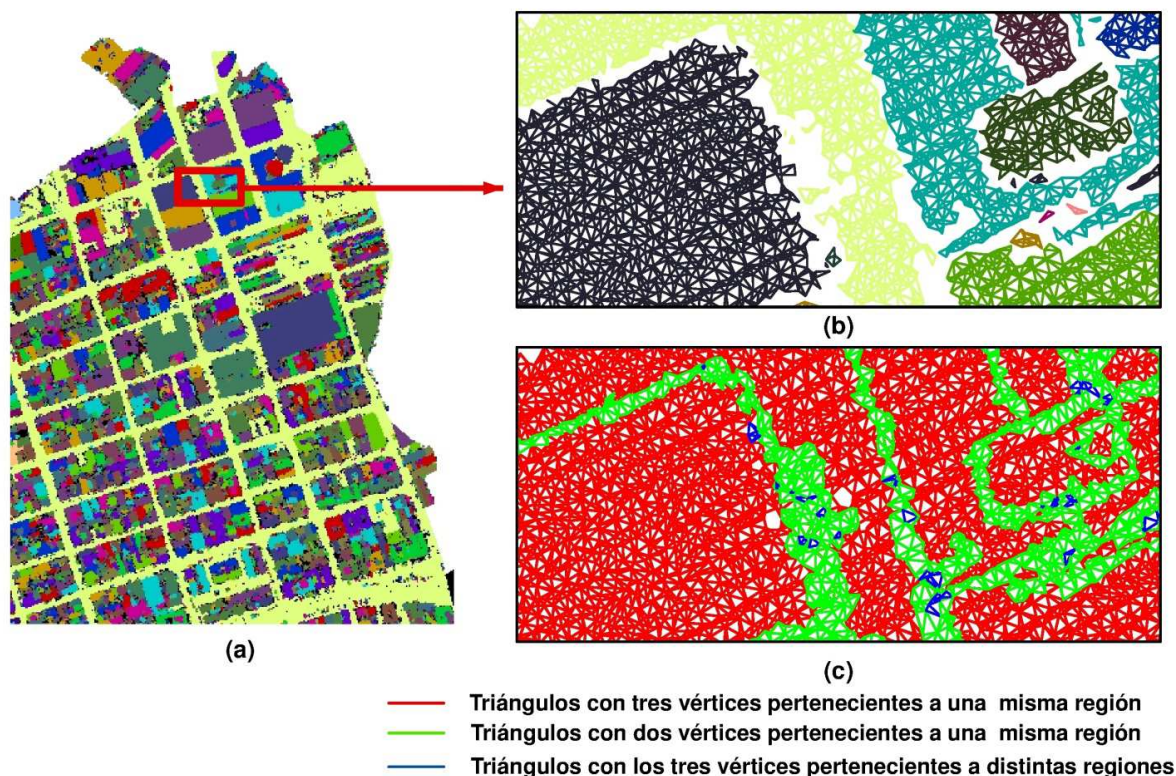 (b)
(a)
(c)
Triángulos con tres vértices pertenecientes a una misma región
Triángulos con dos vértices pertenecientes a una misma región
Triángulos con los tres vértices pertenecientes a distintas regiones